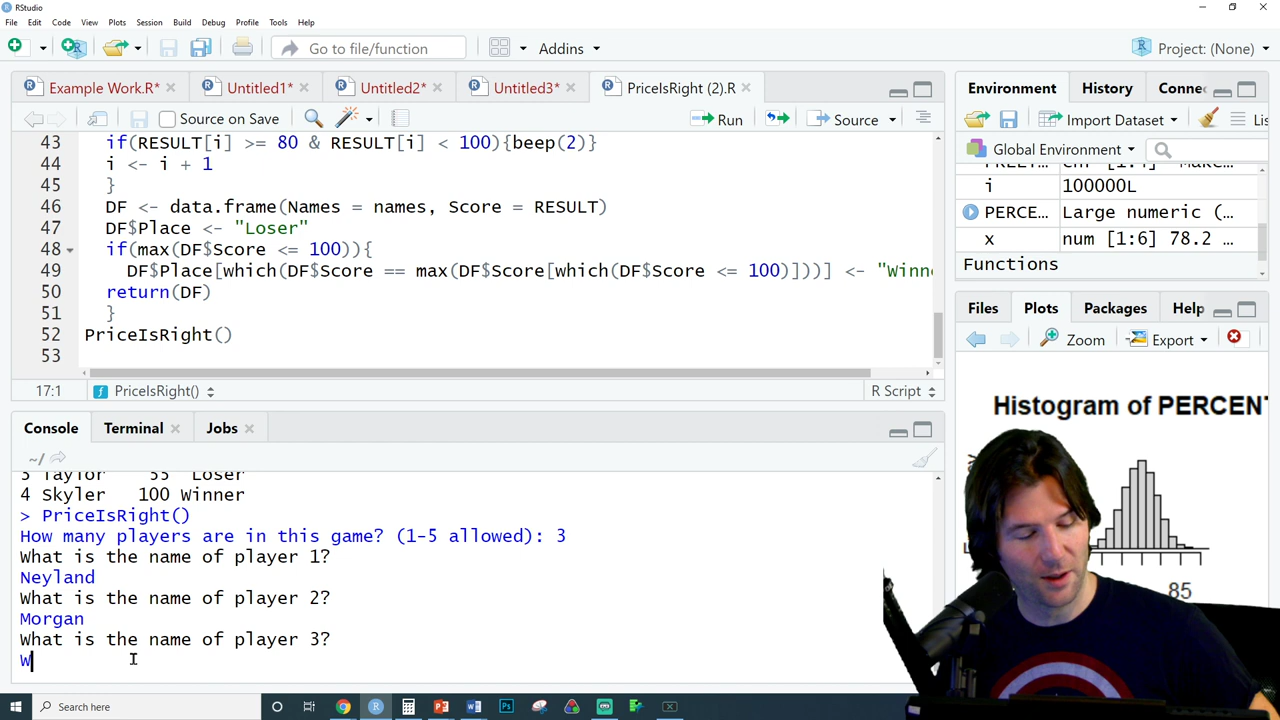 RStudio
File Edit Code View Plots Session Build Debug Profile Tools Help
Go to file/function Addins Project: (None)
Example Work.R* Untitled1* Untitled2* Untitled3* PriceIsRight (2).R
Source on Save Run Source
43 if(RESULT[i] >= 80 & RESULT[i] < 100){beep(2)}
44 i <- i + 1
45 }
46 DF <- data.frame(Names = names, Score = RESULT)
47 DF$Place <- "Loser"
48 if(max(DF$Score <= 100)){
49 DF$Place[which(DF$Score == max(DF$Score[which(DF$Score <= 100)]))] <- "Winn
50 return(DF)
51 }
52 PriceIsRight()
53
17:1 PriceIsRight() R Script
Console Terminal Jobs
~/
3 Taylor 55 Loser
4 Skyler 100 Winner
> PriceIsRight()
How many players are in this game? (1-5 allowed): 3
What is the name of player 1?
Neyland
What is the name of player 2?
Morgan
What is the name of player 3?
W
Environment History Connec
Import Dataset Lis
Global Environment
i 100000L
PERCE... Large numeric (...
x num [1:6] 78.2 ...
Functions
Files Plots Packages Help
Zoom Export
Histogram of PERCENT
85
Search here